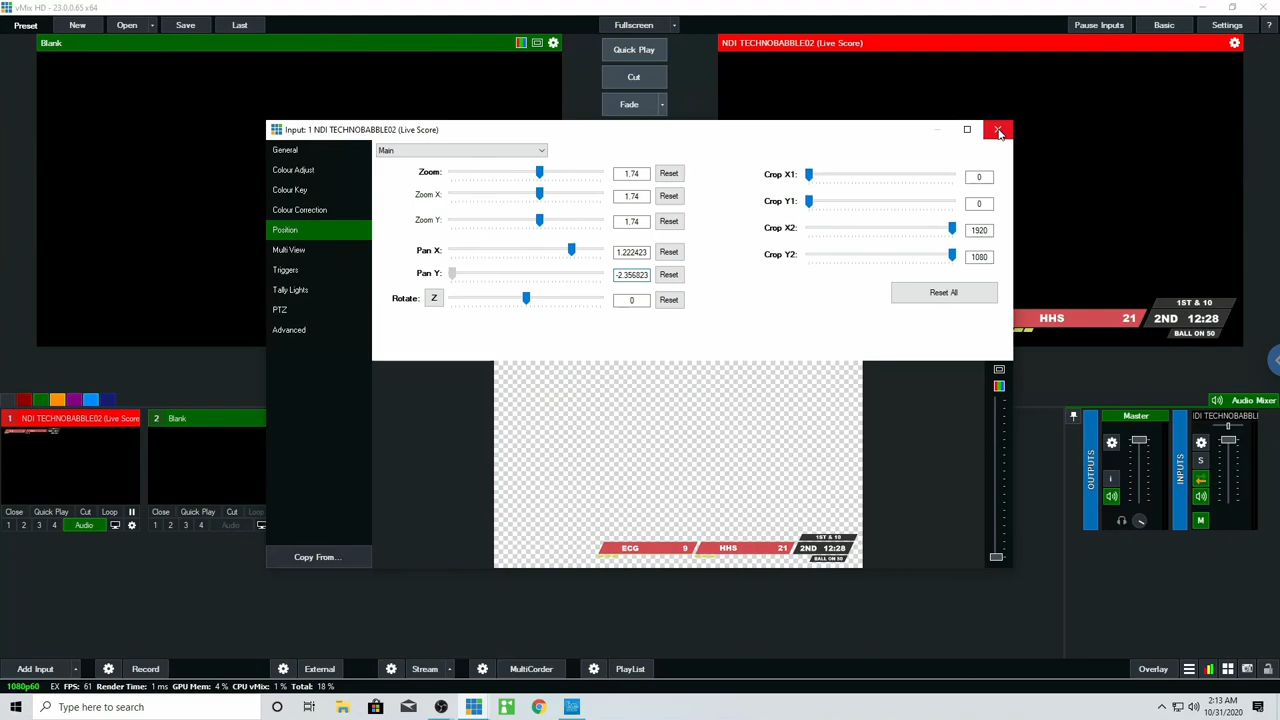 vMix HD - 23.0.0.65 x64
Preset
New
Open
Save
Last
Fullscreen
Pause Inputs
Basic
Settings
?
Blank
Quick Play
Cut
Fade
NDI TECHNOBABBLE02 (Live Score)
Input: 1 NDI TECHNOBABBLE02 (Live Score)
General
Colour Adjust
Colour Key
Colour Correction
Position
Multi View
Triggers
Tally Lights
PTZ
Advanced
Copy From...
Main
Zoom: 1.74 Reset
Zoom X: 1.74 Reset
Zoom Y: 1.74 Reset
Pan X: 1.222423 Reset
Pan Y: -2.356823 Reset
Rotate: Z 0 Reset
Crop X1: 0
Crop Y1: 0
Crop X2: 1920
Crop Y2: 1080
Reset All
ECG 9 HHS 21 1ST & 10
2ND 12:28
BALL ON 50
1ST & 10
HHS 21 2ND 12:28
BALL ON 50
1 NDI TECHNOBABBLE02 (Live Score
2 Blank
Close Quick Play Cut Loop
1 2 3 4 Audio
Close Quick Play Cut Loop
1 2 3 4 Audio
Audio Mixer
Master
IDI TECHNOBABBL
OUTPUTS
INPUTS
S
i
M
Add Input
Record
External
Stream
MultiCorder
PlayList
Overlay
1080p60 EX FPS: 61 Render Time: 1 ms GPU Mem: 4 % CPU vMix: 1 % Total: 18 %
Type here to search
2:13 AM
10/31/2020